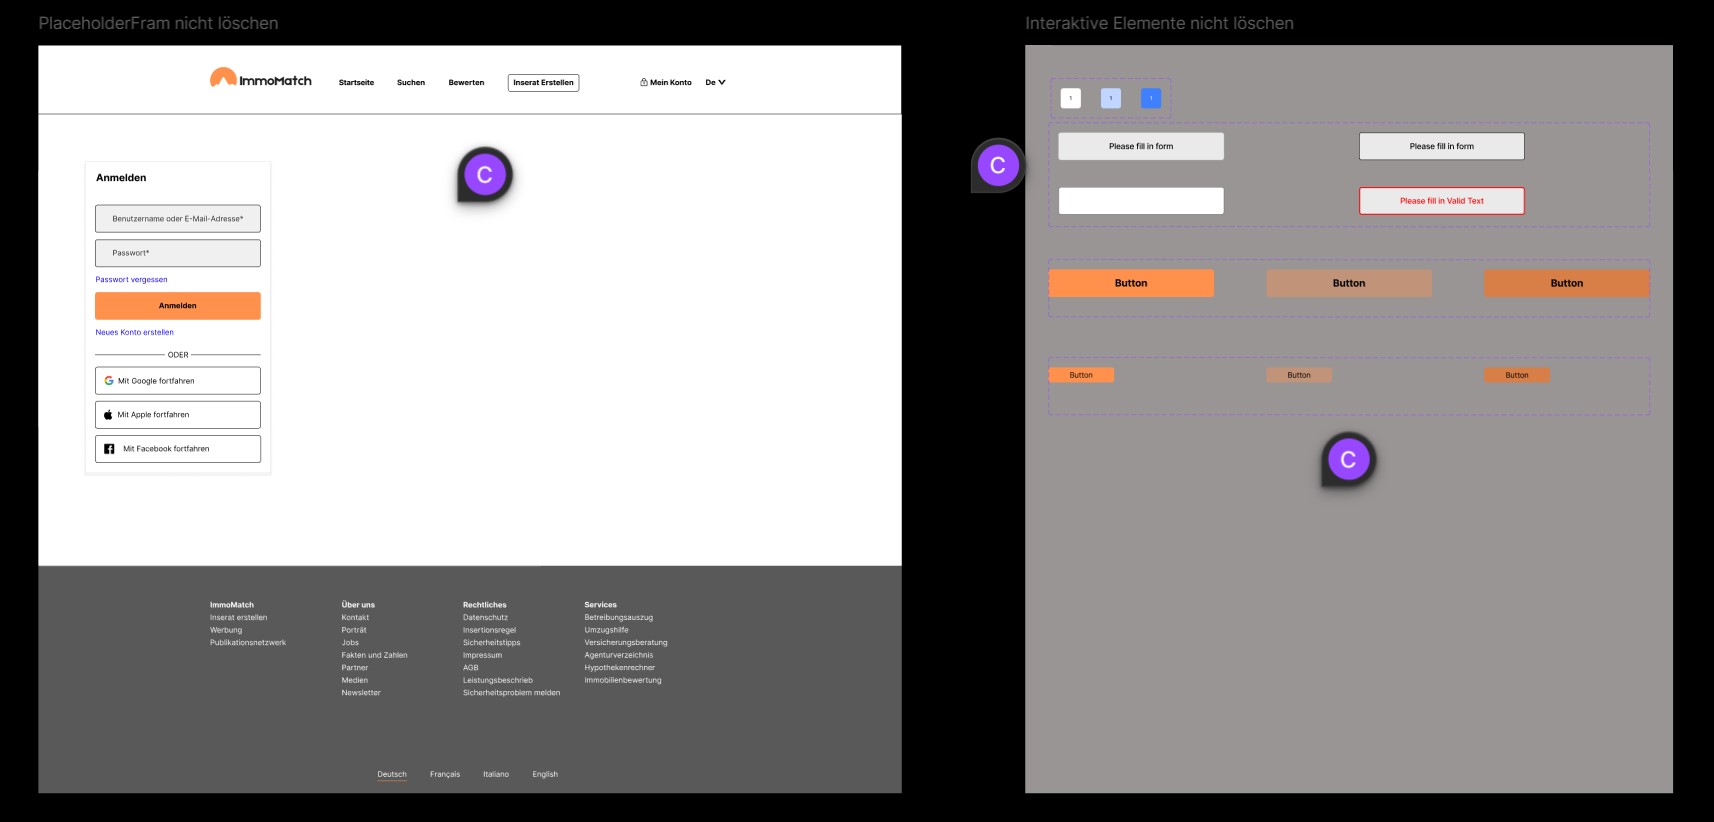 PlaceholderFram nicht löschen
ImmoMatch
Startseite
Suchen
Bewerten
Inserat Erstellen
Mein Konto
De
C
Anmelden
Benutzername oder E-Mail-Adresse*
Passwort*
Passwort vergessen
Anmelden
Neues Konto erstellen
ODER
Mit Google fortfahren
Mit Apple fortfahren
Mit Facebook fortfahren
ImmoMatch
Inserat erstellen
Werbung
Publikationsnetzwerk
Über uns
Kontakt
Porträt
Jobs
Fakten und Zahlen
Partner
Medien
Newsletter
Rechtliches
Datenschutz
Insertionsregel
Sicherheitstipps
Impressum
AGB
Leistungsbeschrieb
Sicherheitsproblem melden
Services
Betreibungsauszug
Umzugshilfe
Versicherungsberatung
Agenturverzeichnis
Hypothekenrechner
Immobilienbewertung
Deutsch
Français
Italiano
English
Interaktive Elemente nicht löschen
1
1
1
C
Please fill in form
Please fill in form
Please fill in Valid Text
Button
Button
Button
Button
Button
Button
C